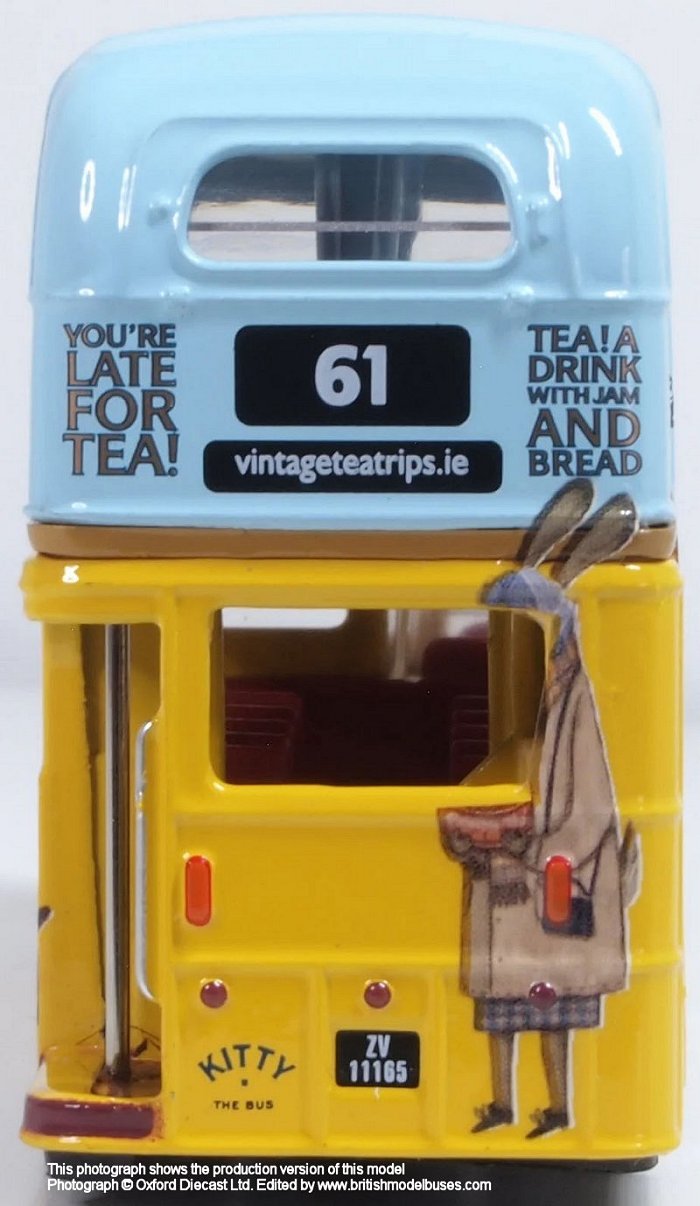 YOU'RE
LATE
FOR
TEA!
61
vintageteatrips.ie
TEA! A
DRINK
WITH JAM
AND
BREAD
KITTY
THE BUS
ZV
11165
This photograph shows the production version of this model
Photograph © Oxford Diecast Ltd. Edited by www.britishmodelbuses.com